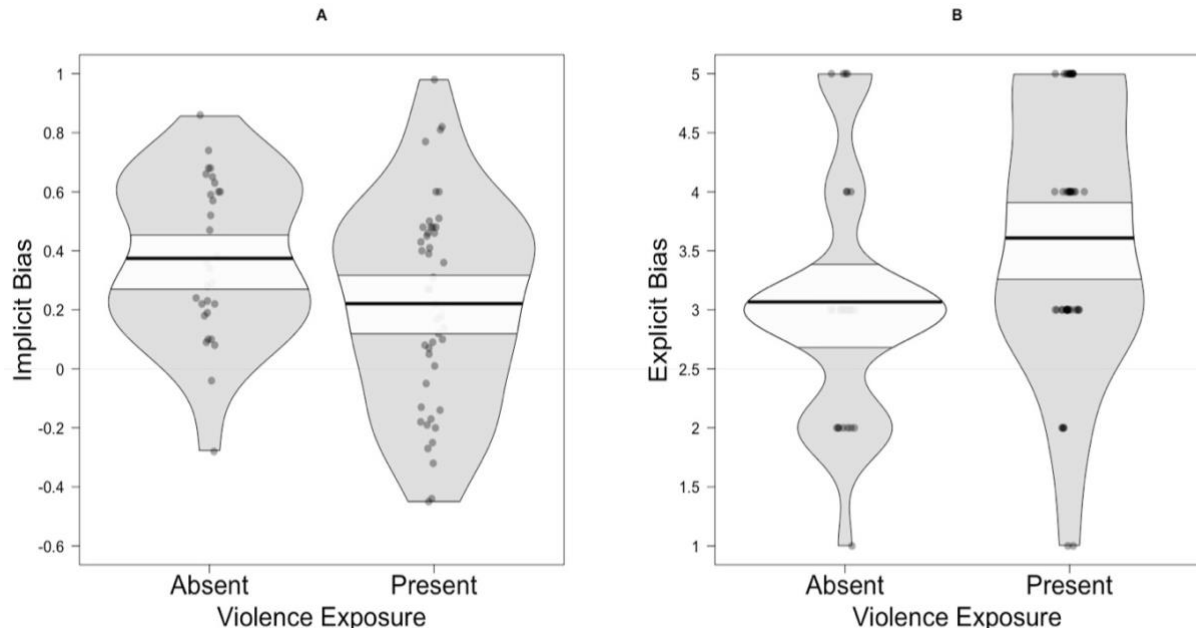 A
B
Implicit Bias
1
0.8
0.6
0.4
0.2
0
-0.2
-0.4
-0.6
Absent
Present
Violence Exposure
Explicit Bias
5
4.5
4
3.5
3
2.5
2
1.5
1
Absent
Present
Violence Exposure